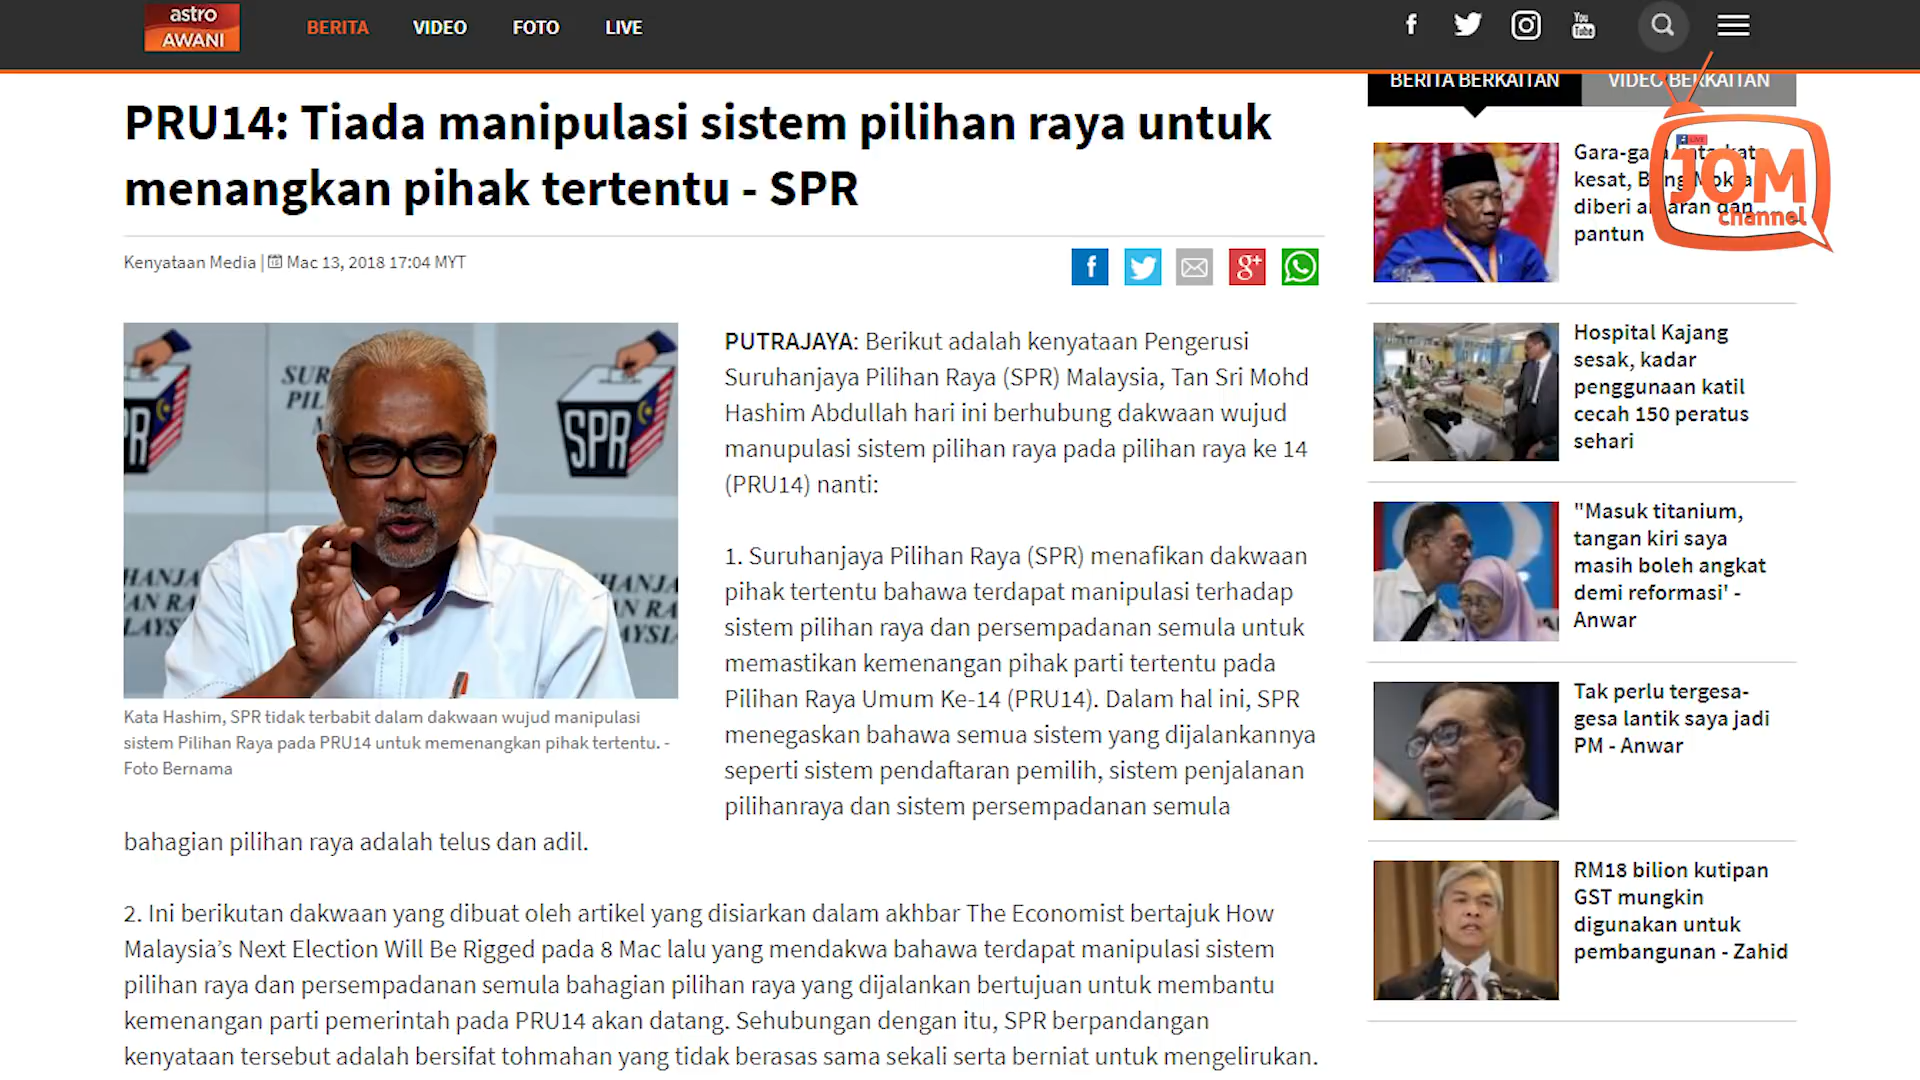 astro
AWANI
BERITA
VIDEO
FOTO
LIVE
You
Tube
PRU14: Tiada manipulasi sistem pilihan raya untuk
menangkan pihak tertentu - SPR
Kenyataan Media | Mac 13, 2018 17:04 MYT
SPR
SPR
Kata Hashim, SPR tidak terbabit dalam dakwaan wujud manipulasi
sistem Pilihan Raya pada PRU14 untuk memenangkan pihak tertentu. -
Foto Bernama
PUTRAJAYA: Berikut adalah kenyataan Pengerusi
Suruhanjaya Pilihan Raya (SPR) Malaysia, Tan Sri Mohd
Hashim Abdullah hari ini berhubung dakwaan wujud
manupulasi sistem pilihan raya pada pilihan raya ke 14
(PRU14) nanti:
1. Suruhanjaya Pilihan Raya (SPR) menafikan dakwaan
pihak tertentu bahawa terdapat manipulasi terhadap
sistem pilihan raya dan persempadanan semula untuk
memastikan kemenangan pihak parti tertentu pada
Pilihan Raya Umum Ke-14 (PRU14). Dalam hal ini, SPR
menegaskan bahawa semua sistem yang dijalankannya
seperti sistem pendaftaran pemilih, sistem penjalanan
pilihanraya dan sistem persempadanan semula
bahagian pilihan raya adalah telus dan adil.
2. Ini berikutan dakwaan yang dibuat oleh artikel yang disiarkan dalam akhbar The Economist bertajuk How
Malaysia's Next Election Will Be Rigged pada 8 Mac lalu yang mendakwa bahawa terdapat manipulasi sistem
pilihan raya dan persempadanan semula bahagian pilihan raya yang dijalankan bertujuan untuk membantu
kemenangan parti pemerintah pada PRU14 akan datang. Sehubungan dengan itu, SPR berpandangan
kenyataan tersebut adalah bersifat tohmahan yang tidak berasas sama sekali serta berniat untuk mengelirukan.
BERITA BERKAITAN
VIDEO BERKAITAN
JOM
channel
kesat,
diberi dan
pantun
Hospital Kajang
sesak, kadar
penggunaan katil
cecah 150 peratus
sehari
"Masuk titanium,
tangan kiri saya
masih boleh angkat
demi reformasi' -
Anwar
Tak perlu tergesa-
gesa lantik saya jadi
PM - Anwar
RM18 bilion kutipan
GST mungkin
digunakan untuk
pembangunan - Zahid